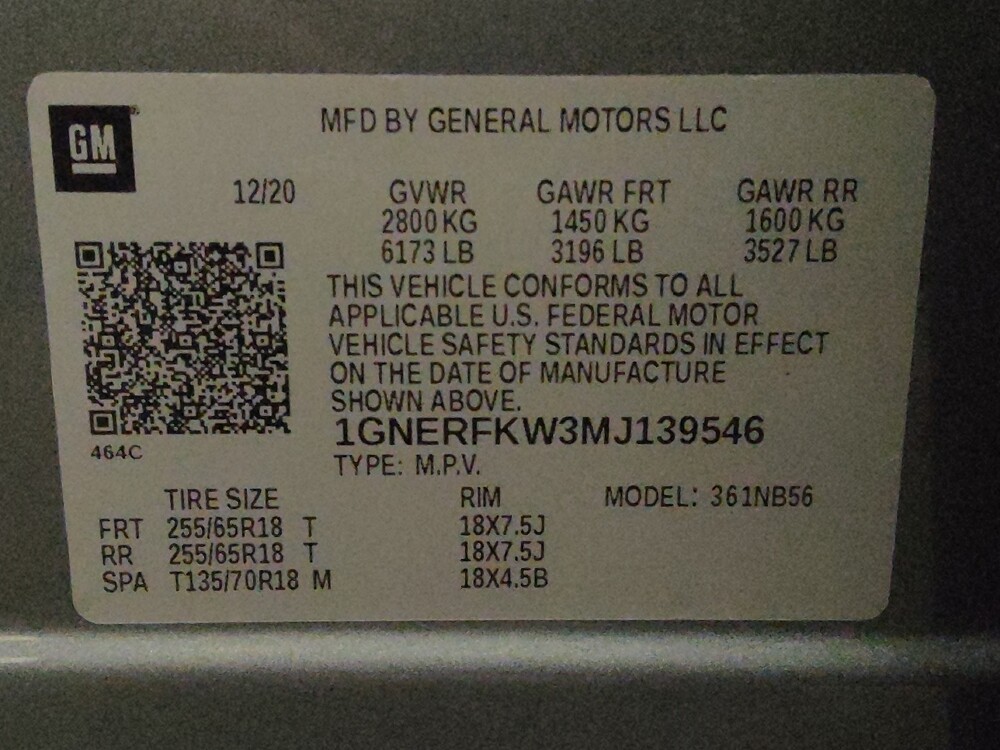 GM
MFD BY GENERAL MOTORS LLC
12/20 GVWR GAWR FRT GAWR RR
2800 KG 1450 KG 1600 KG
6173 LB 3196 LB 3527 LB
THIS VEHICLE CONFORMS TO ALL
APPLICABLE U.S. FEDERAL MOTOR
VEHICLE SAFETY STANDARDS IN EFFECT
ON THE DATE OF MANUFACTURE
SHOWN ABOVE.
1GNERFKW3MJ139546
464C
TYPE: M.P.V.
TIRE SIZE RIM MODEL: 361NB56
FRT 255/65R18 T 18X7.5J
RR 255/65R18 T 18X7.5J
SPA T135/70R18 M 18X4.5B